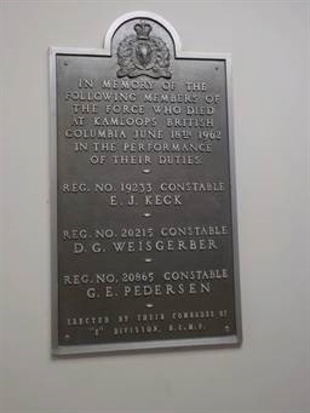 IN MEMORY OF THE
FOLLOWING MEMBERS OF
THE FORCE WHO DIED
AT KAMLOOPS BRITISH
COLUMBIA JUNE 18TH 1962
IN THE PERFORMANCE
OF THEIR DUTIES.
REG. NO. 19233 CONSTABLE
E. J. KECK
REG. NO. 20215 CONSTABLE
D. G. WEISGERBER
REG. NO. 20865 CONSTABLE
G. E. PEDERSEN
ERECTED BY THEIR COMRADES OF
"E" DIVISION, R.C.M.P.